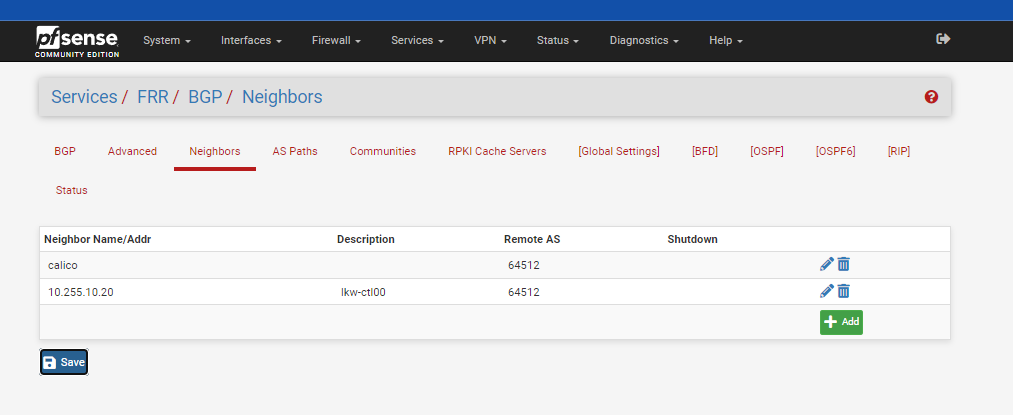 pfsense
COMMUNITY EDITION
System Interfaces Firewall Services VPN Status Diagnostics Help
Services / FRR / BGP / Neighbors
BGP Advanced Neighbors AS Paths Communities RPKI Cache Servers [Global Settings] [BFD] [OSPF] [OSPF6] [RIP]
Status
Neighbor Name/Addr Description Remote AS Shutdown
calico 64512
10.255.10.20 lkw-ctl00 64512
Add
Save